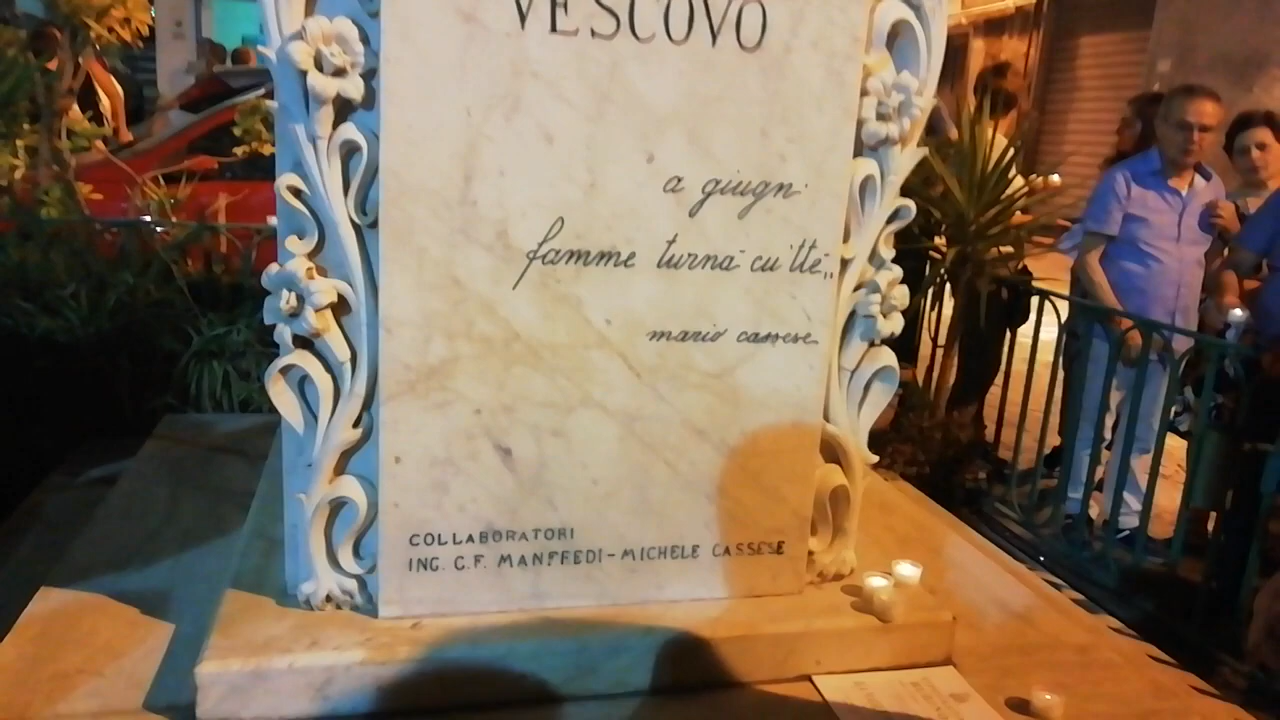 VESCOVO
a giugn·
famme turnà cu 'tte,,
mario cassese
COLLABORATORI
ING. C.F. MANFREDI-MICHELE CASSESE